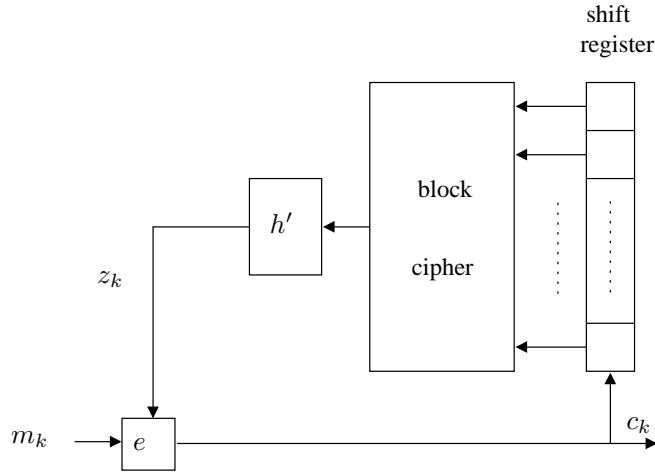 shift
register
block
h′
cipher
z_k
m_k
e
c_k